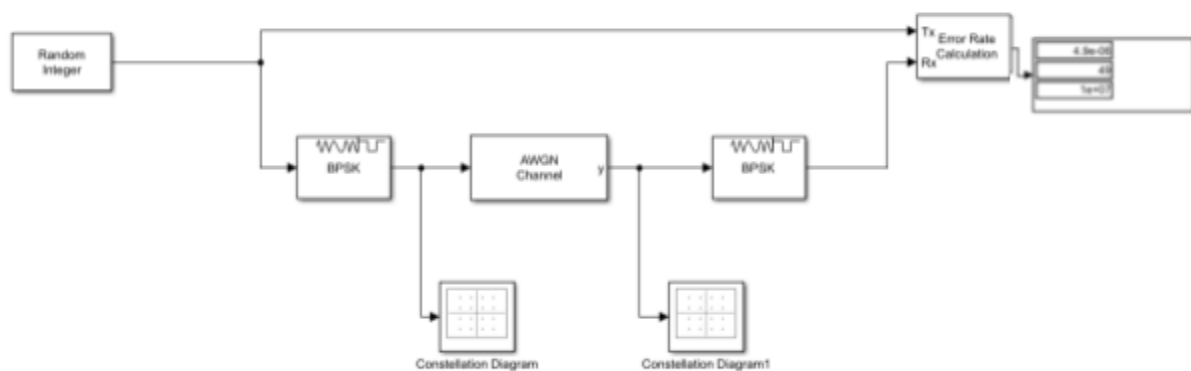 Random
Integer
BPSK
AWGN
Channel
y
BPSK
Tx
Rx
Error Rate
Calculation
4.9e-06
49
1e+07
Constellation Diagram
Constellation Diagram1